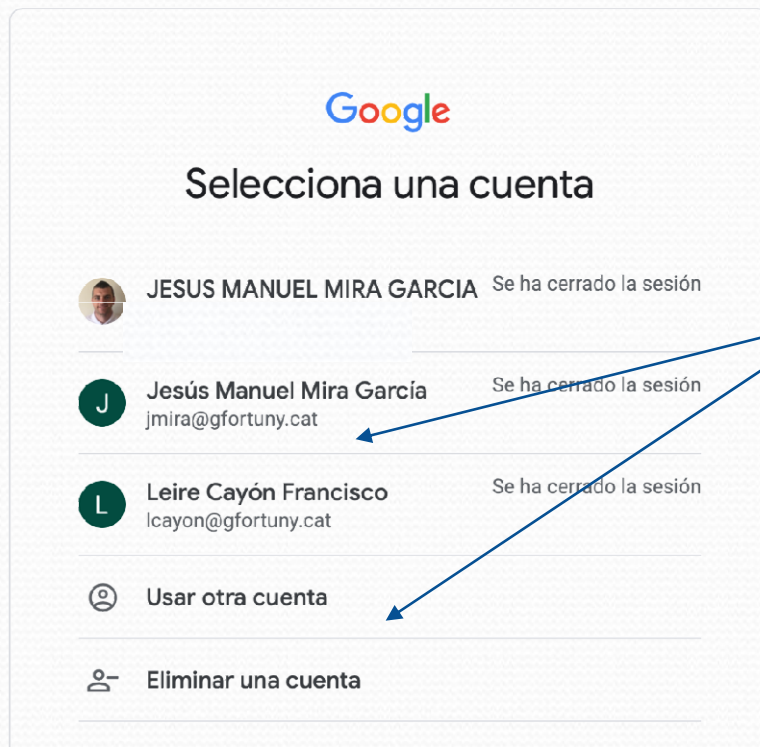 Google
Selecciona una cuenta
JESUS MANUEL MIRA GARCIA Se ha cerrado la sesión
J Jesús Manuel Mira García Se ha cerrado la sesión
jmira@gfortuny.cat
L Leire Cayón Francisco Se ha cerrado la sesión
lcayon@gfortuny.cat
Usar otra cuenta
Eliminar una cuenta